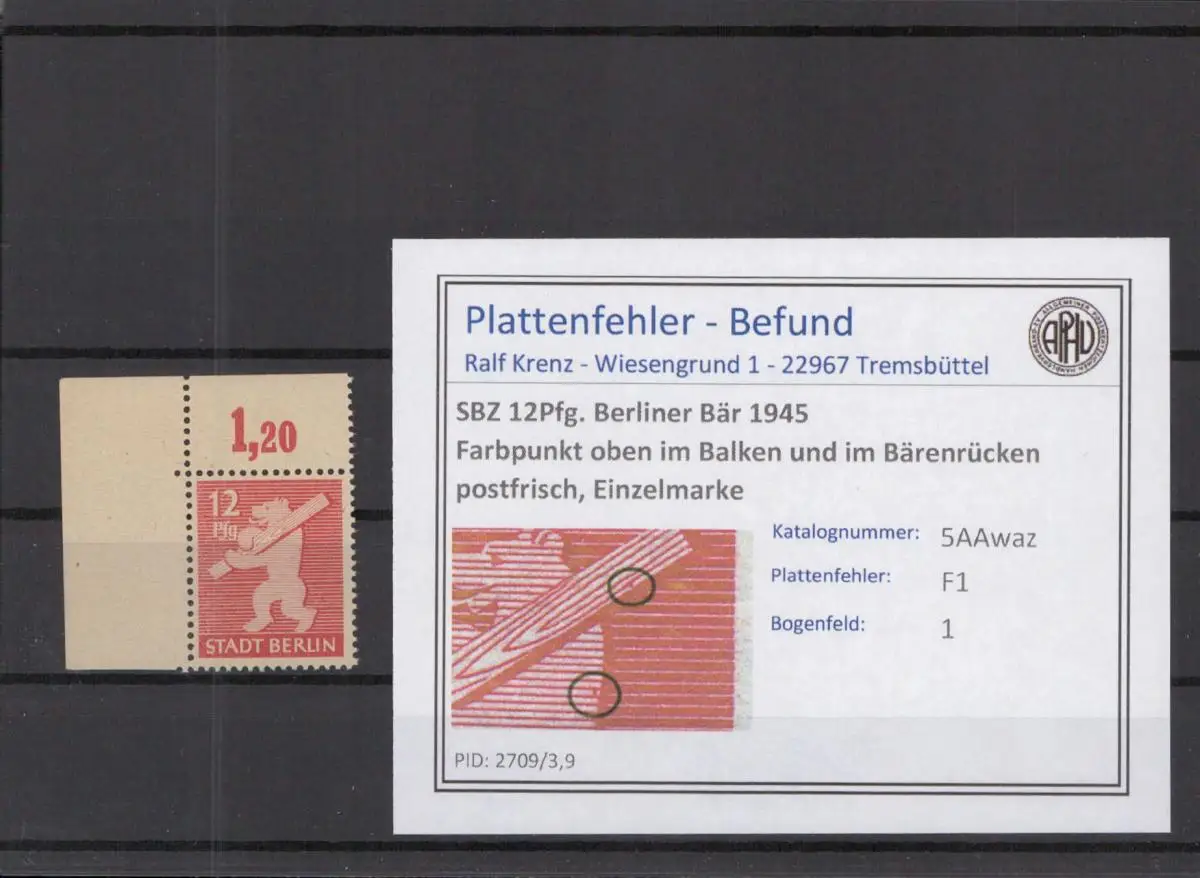 1,20
12
Pfg
STADT BERLIN
Plattenfehler - Befund
Ralf Krenz - Wiesengrund 1 - 22967 Tremsbüttel
APHV
SBZ 12Pfg. Berliner Bär 1945
Farbpunkt oben im Balken und im Bärenrücken
postfrisch, Einzelmarke
Katalognummer: 5AAwaz
Plattenfehler: F1
Bogenfeld: 1
PID: 2709/3,9